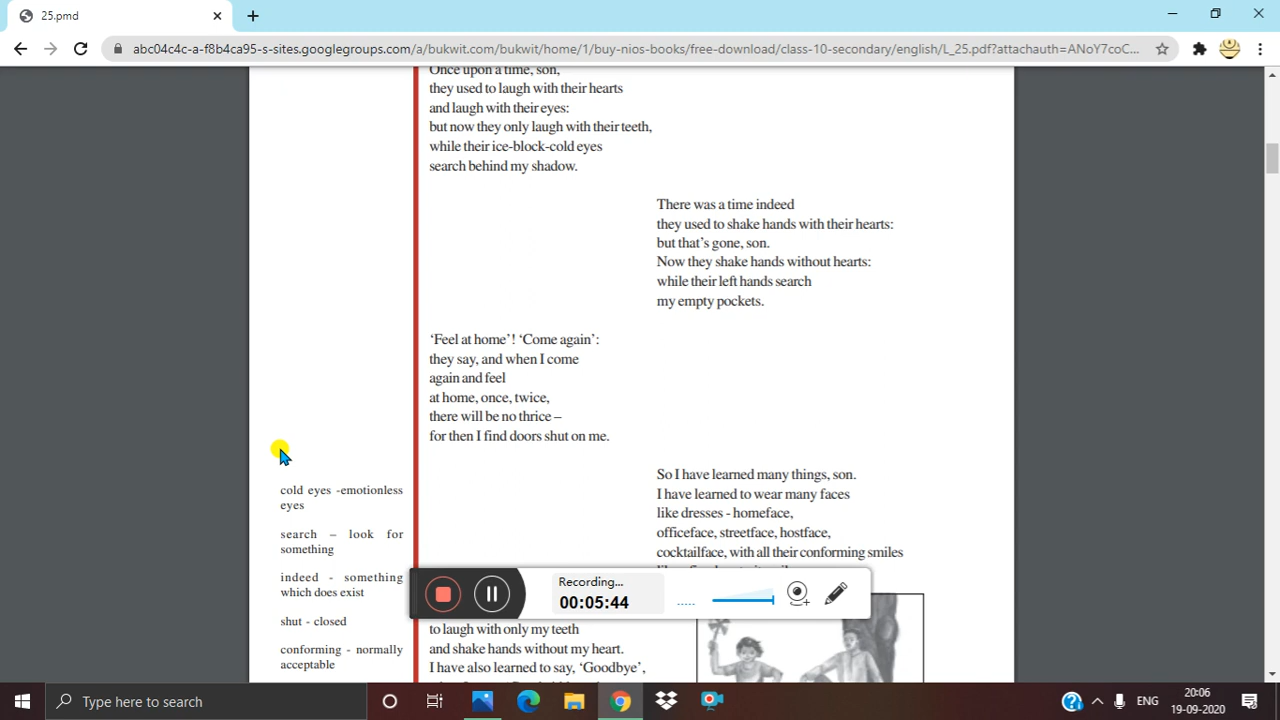 25.pmd
abc04c4c-a-f8b4ca95-s-sites.googlegroups.com/a/bukwit.com/bukwit/home/1/buy-nios-books/free-download/class-10-secondary/english/L_25.pdf?attachauth=ANoY7coC...
Once upon a time, son,
they used to laugh with their hearts
and laugh with their eyes:
but now they only laugh with their teeth,
while their ice-block-cold eyes
search behind my shadow.
There was a time indeed
they used to shake hands with their hearts:
but that's gone, son.
Now they shake hands without hearts:
while their left hands search
my empty pockets.
‘Feel at home’! ‘Come again’:
they say, and when I come
again and feel
at home, once, twice,
there will be no thrice –
for then I find doors shut on me.
cold eyes -emotionless
eyes
search – look for
something
indeed - something
which does exist
shut - closed
conforming - normally
acceptable
So I have learned many things, son.
I have learned to wear many faces
like dresses - homeface,
officeface, streetface, hostface,
cocktailface, with all their conforming smiles
Recording...
00:05:44
to laugh with only my teeth
and shake hands without my heart.
I have also learned to say, ‘Goodbye’,
Type here to search
ENG
20:06
19-09-2020